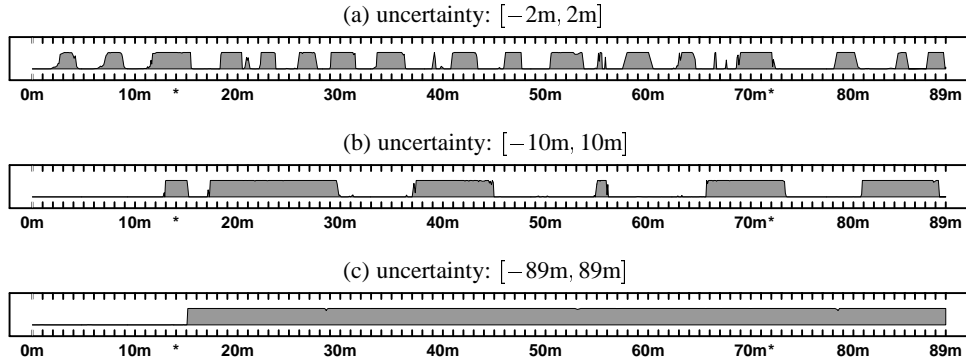 (a) uncertainty: [−2m, 2m]
0m 10m * 20m 30m 40m 50m 60m 70m* 80m 89m
(b) uncertainty: [−10m, 10m]
0m 10m * 20m 30m 40m 50m 60m 70m* 80m 89m
(c) uncertainty: [−89m, 89m]
0m 10m * 20m 30m 40m 50m 60m 70m* 80m 89m